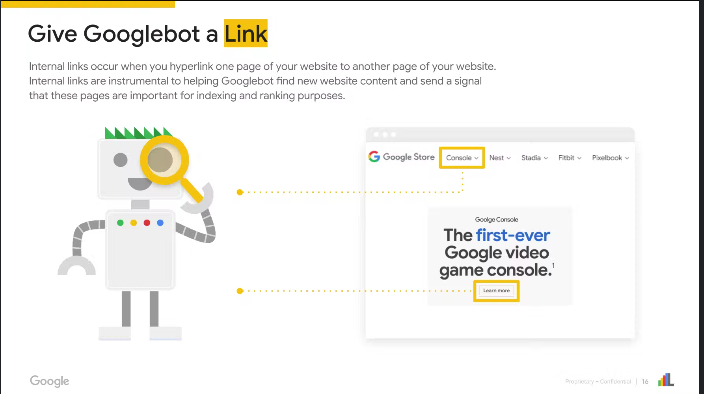 Give Googlebot a Link
Internal links occur when you hyperlink one page of your website to another page of your website.
Internal links are instrumental to helping Googlebot find new website content and send a signal
that these pages are important for indexing and ranking purposes.
Google Store Console Nest Stadia Fitbit Pixelbook
Goolge Console
The first-ever
Google video
game console.¹
Learn more
Google
Proprietary + Confidential | 16